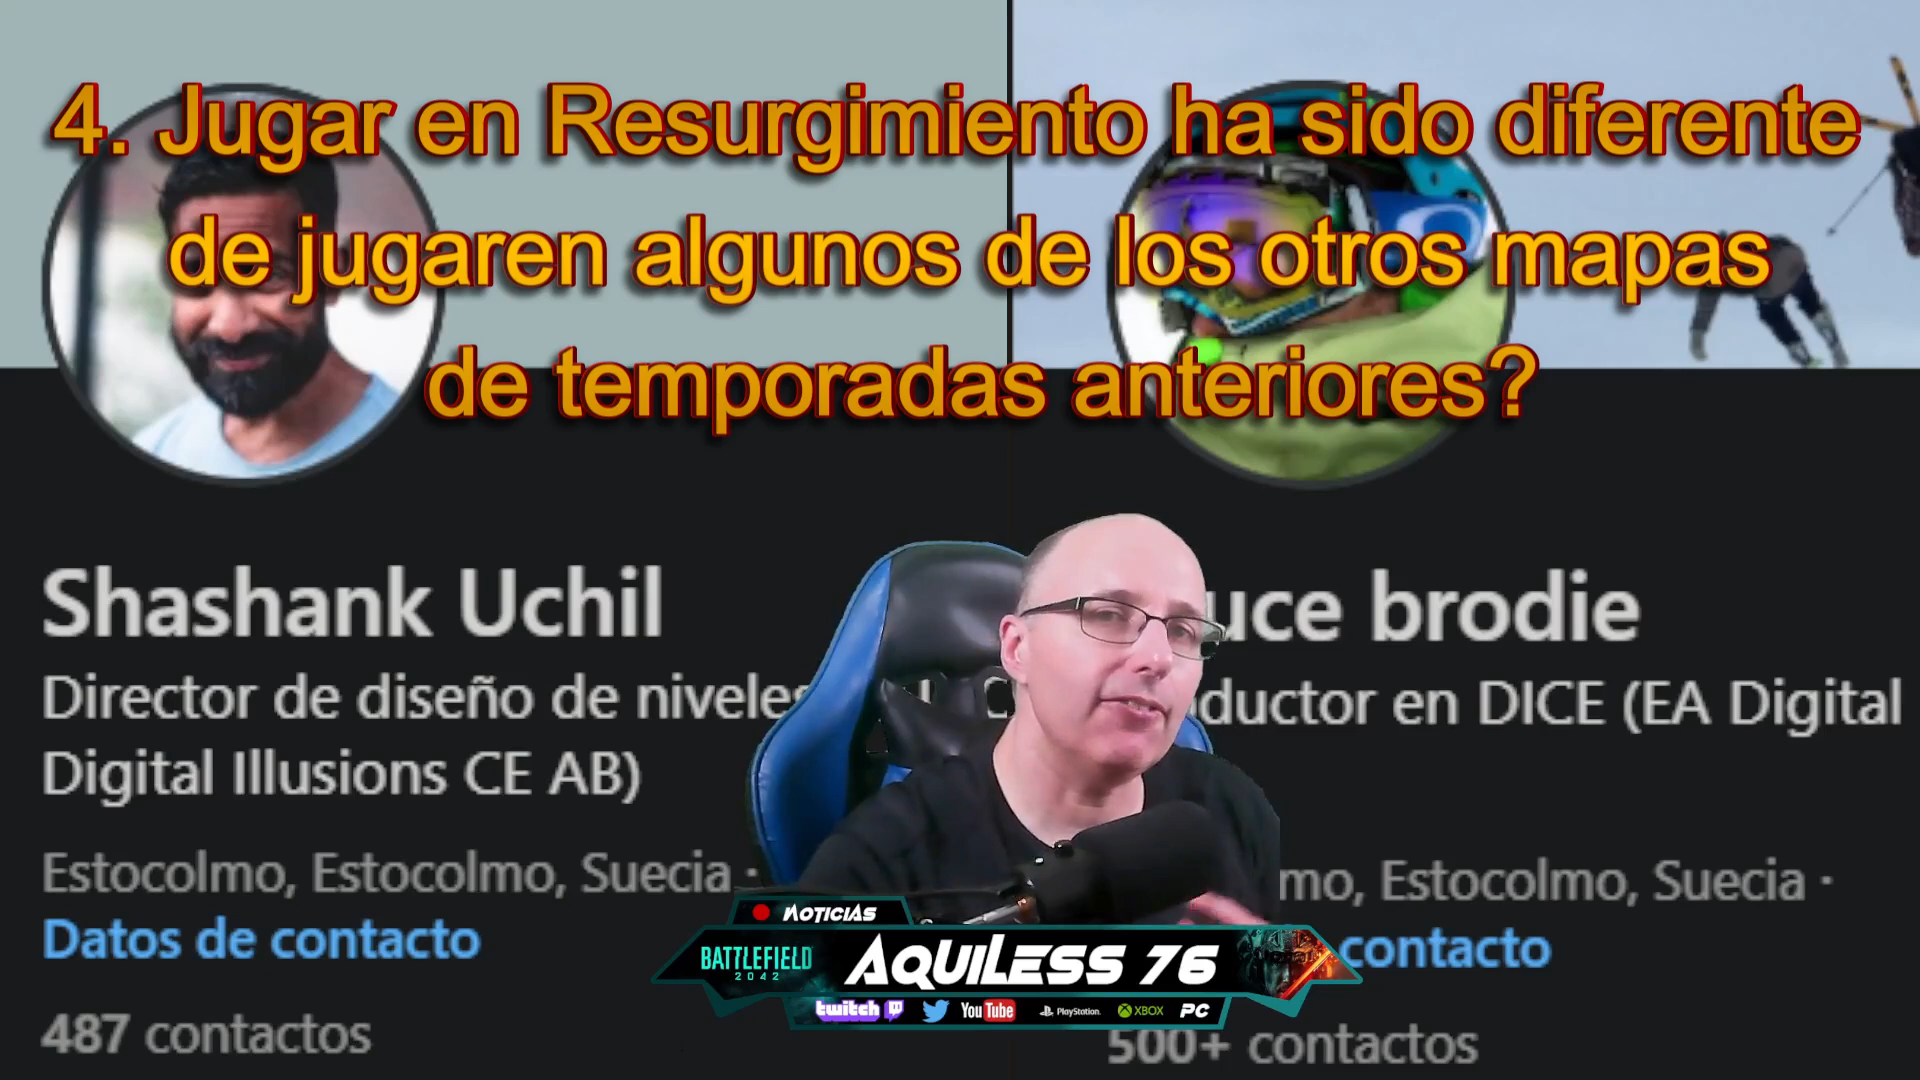 4. Jugar en Resurgimiento ha sido diferente
de jugaren algunos de los otros mapas
de temporadas anteriores?
Shashank Uchil
Director de diseño de niveles
Digital Illusions CE AB)
Estocolmo, Estocolmo, Suecia ·
Datos de contacto
487 contactos
uce brodie
ductor en DICE (EA Digital
mo, Estocolmo, Suecia ·
contacto
500+ contactos
NOTICIAS
BATTLEFIELD
2042
AQUILESS 76
twitch
YouTube
PlayStation
XBOX
PC